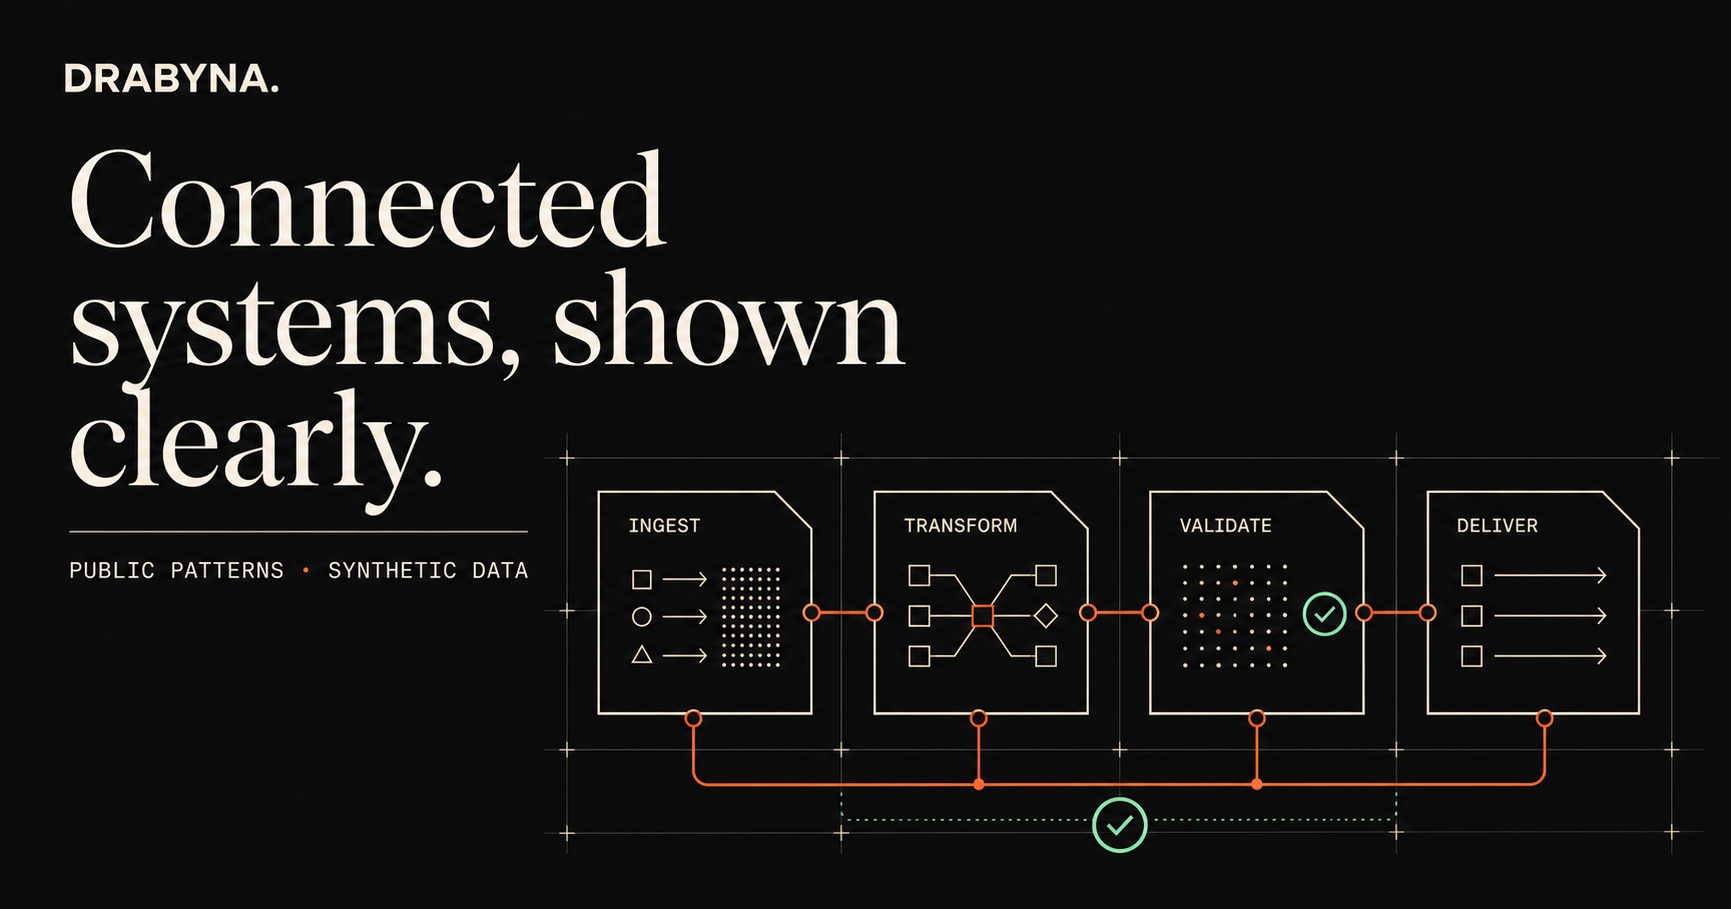 DRABYNA.
Connected
systems, shown
clearly.
PUBLIC PATTERNS • SYNTHETIC DATA
INGEST
TRANSFORM
VALIDATE
DELIVER